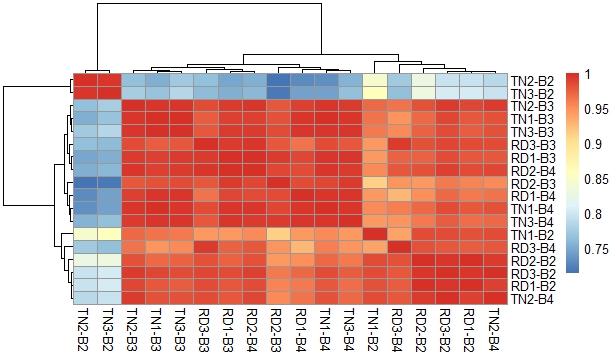 TN2-B2
TN3-B2
TN2-B3
TN1-B3
TN3-B3
RD3-B3
RD1-B3
RD2-B4
RD2-B3
RD1-B4
TN1-B4
TN3-B4
TN1-B2
RD3-B4
RD2-B2
RD3-B2
RD1-B2
TN2-B4
1
0.95
0.9
0.85
0.8
0.75
TN2-B2
TN3-B2
TN2-B3
TN1-B3
TN3-B3
RD3-B3
RD1-B3
RD2-B4
RD2-B3
RD1-B4
TN1-B4
TN3-B4
TN1-B2
RD3-B4
RD2-B2
RD3-B2
RD1-B2
TN2-B4